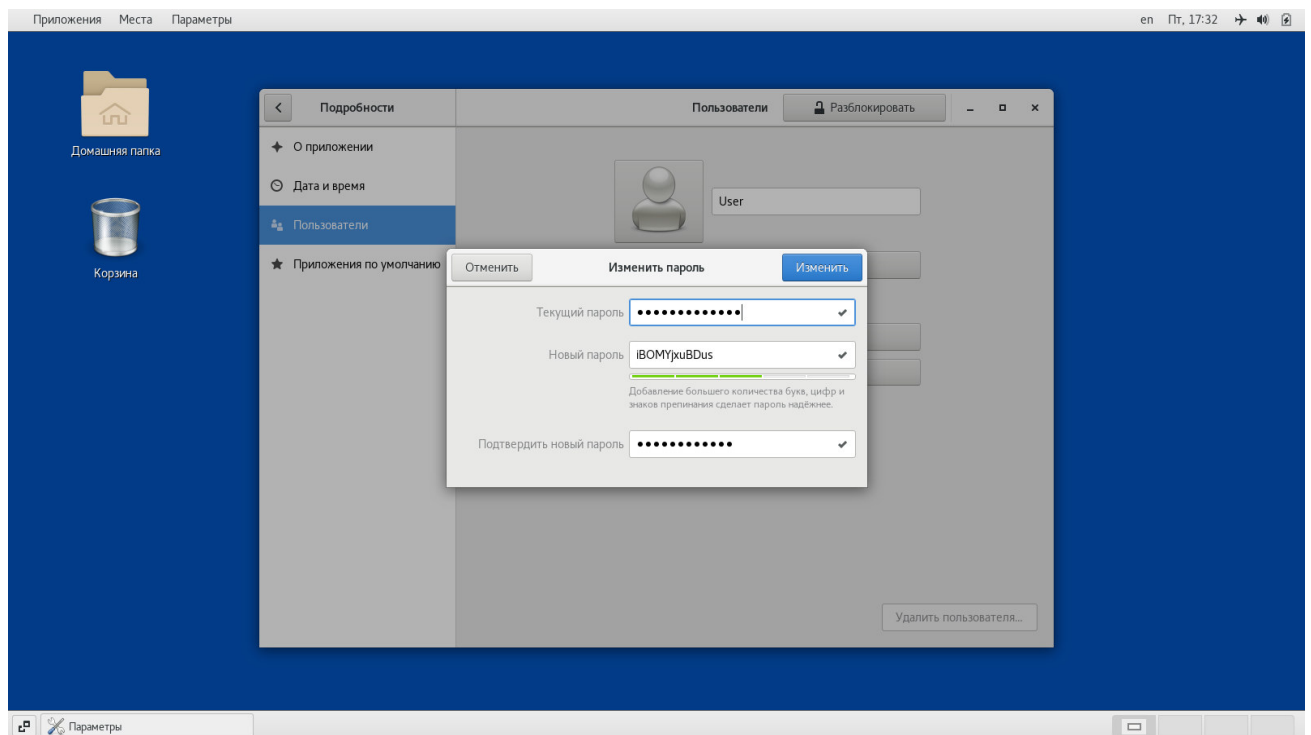 Приложения Места Параметры
en Пт, 17:32
Домашняя папка
Корзина
Подробности
Пользователи
Разблокировать
О приложении
Дата и время
Пользователи
Приложения по умолчанию
User
Отменить
Изменить пароль
Изменить
Текущий пароль ●●●●●●●●●●●●●
Новый пароль iBOMYjxuBDus
Добавление большего количества букв, цифр и
знаков препинания сделает пароль надёжнее.
Подтвердить новый пароль ●●●●●●●●●●●●
Удалить пользователя...
Параметры